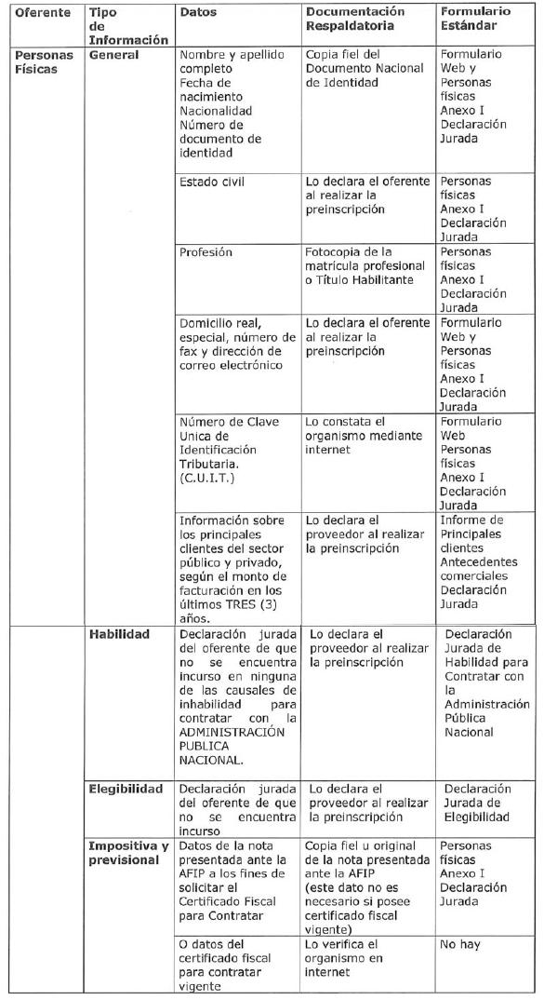 Oferente
Tipo
de
Información
Datos
Documentación
Respaldatoria
Formulario
Estándar
Personas
Físicas
General
Nombre y apellido
completo
Fecha de
nacimiento
Nacionalidad
Número de
documento de
identidad
Copia fiel del
Documento Nacional
de Identidad
Formulario
Web y
Personas
físicas
Anexo I
Declaración
Jurada
Estado civil
Lo declara el oferente
al realizar la
preinscripción
Personas
físicas
Anexo I
Declaración
Jurada
Profesión
Fotocopia de la
matrícula profesional
o Título Habilitante
Personas
físicas
Anexo I
Declaración
Jurada
Domicilio real,
especial, número de
fax y dirección de
correo electrónico
Lo declara el oferente
al realizar la
preinscripción
Formulario
Web y
Personas
físicas
Anexo I
Declaración
Jurada
Número de Clave
Unica de
Identificación
Tributaria.
(C.U.I.T.)
Lo constata el
organismo mediante
internet
Formulario
Web
Personas
físicas
Anexo I
Declaración
Jurada
Información sobre
los principales
clientes del sector
público y privado,
según el monto de
facturación en los
últimos TRES (3)
años.
Lo declara el
proveedor al realizar
la preinscripción
Informe de
Principales
clientes
Antecedentes
comerciales
Declaración
Jurada
Habilidad
Declaración jurada
del oferente de que
no se encuentra
incurso en ninguna
de las causales de
inhabilidad para
contratar con la
ADMINISTRACIÓN
PUBLICA
NACIONAL.
Lo declara el
proveedor al realizar
la preinscripción
Declaración
Jurada de
Habilidad para
Contratar con
la
Administración
Pública
Nacional
Elegibilidad
Declaración jurada
del oferente de que
no se encuentra
incurso
Lo declara el
proveedor al realizar
la preinscripción
Declaración
Jurada de
Elegibilidad
Impositiva y
previsional
Datos de la nota
presentada ante la
AFIP a los fines de
solicitar el
Certificado Fiscal
para Contratar
Copia fiel u original
de la nota presentada
ante la AFIP
(este dato no es
necesario si posee
certificado fiscal
vigente)
Personas
físicas
Anexo I
Declaración
Jurada
O datos del
certificado fiscal
para contratar
vigente
Lo verifica el
organismo en
internet
No hay